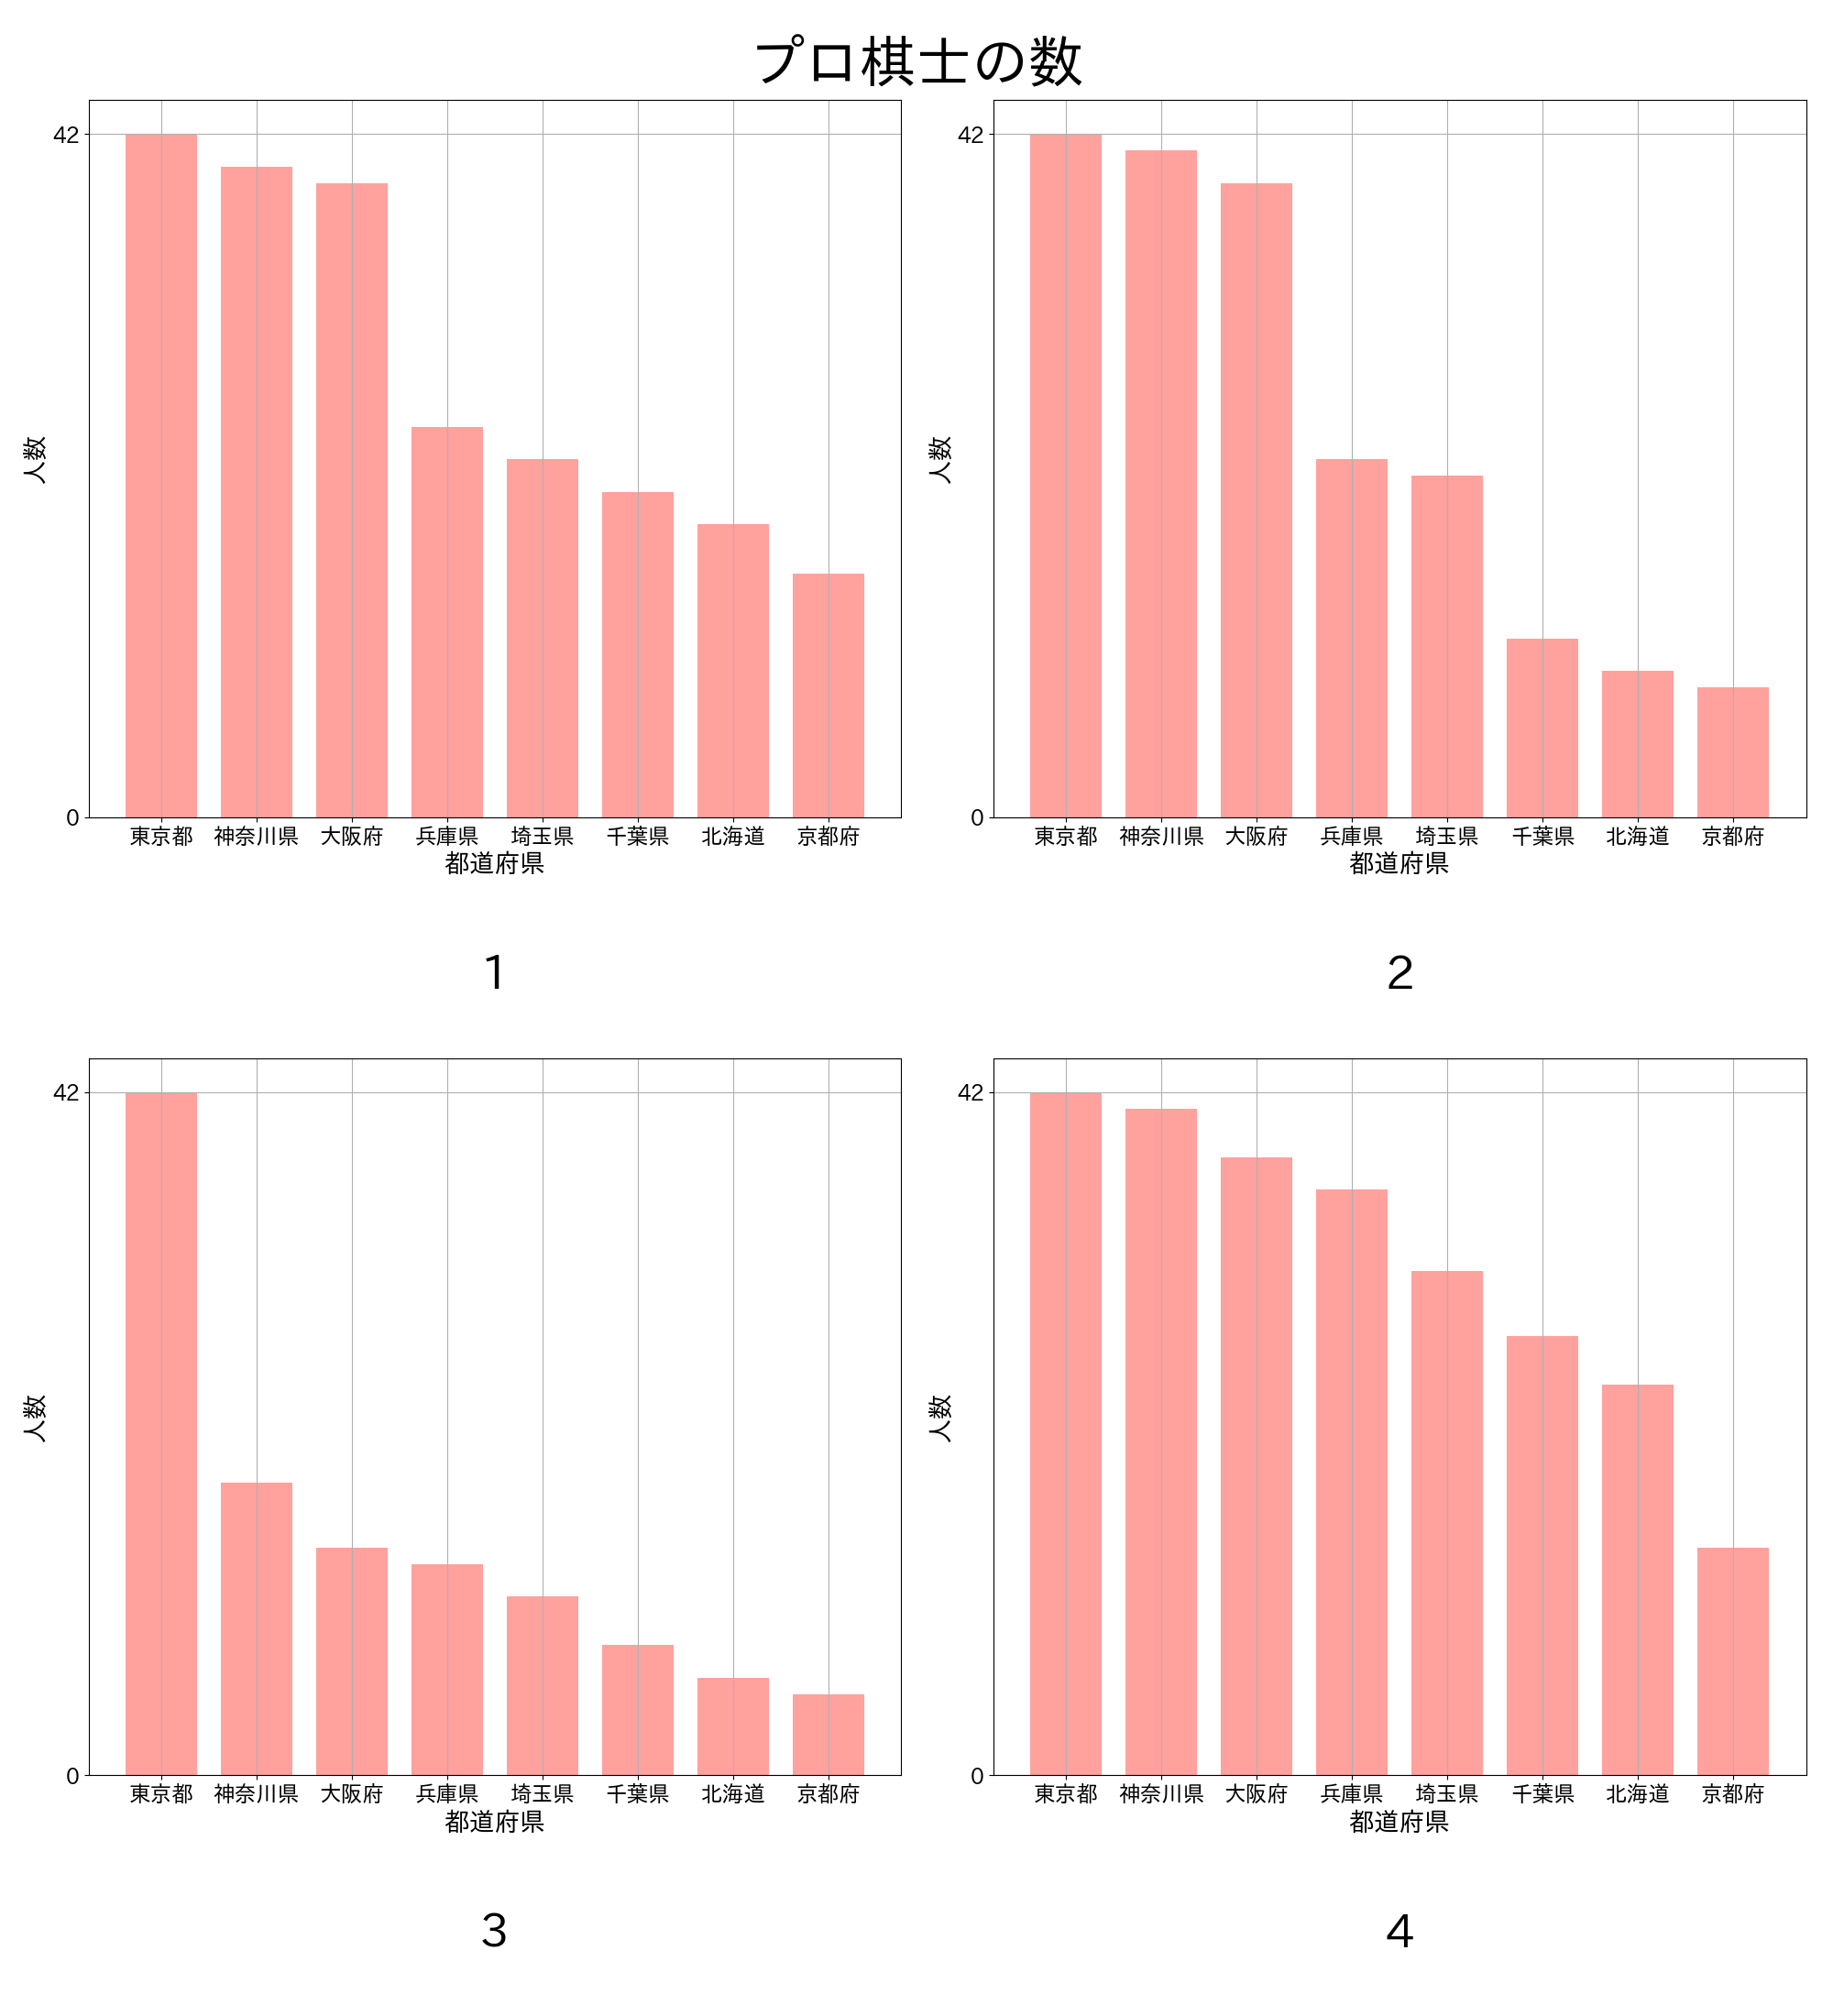 プロ棋士の数
42
0
人数
東京都 神奈川県 大阪府 兵庫県 埼玉県 千葉県 北海道 京都府
都道府県
1
42
0
人数
東京都 神奈川県 大阪府 兵庫県 埼玉県 千葉県 北海道 京都府
都道府県
2
42
0
人数
東京都 神奈川県 大阪府 兵庫県 埼玉県 千葉県 北海道 京都府
都道府県
3
42
0
人数
東京都 神奈川県 大阪府 兵庫県 埼玉県 千葉県 北海道 京都府
都道府県
4